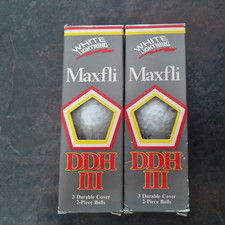 WHITE
LIGHTNING
Maxfli
DDH
III
3 Durable Cover
2-Piece Balls
WHITE
LIGHTNING
Maxfli
DDH
III
3 Durable Cover
2-Piece Balls